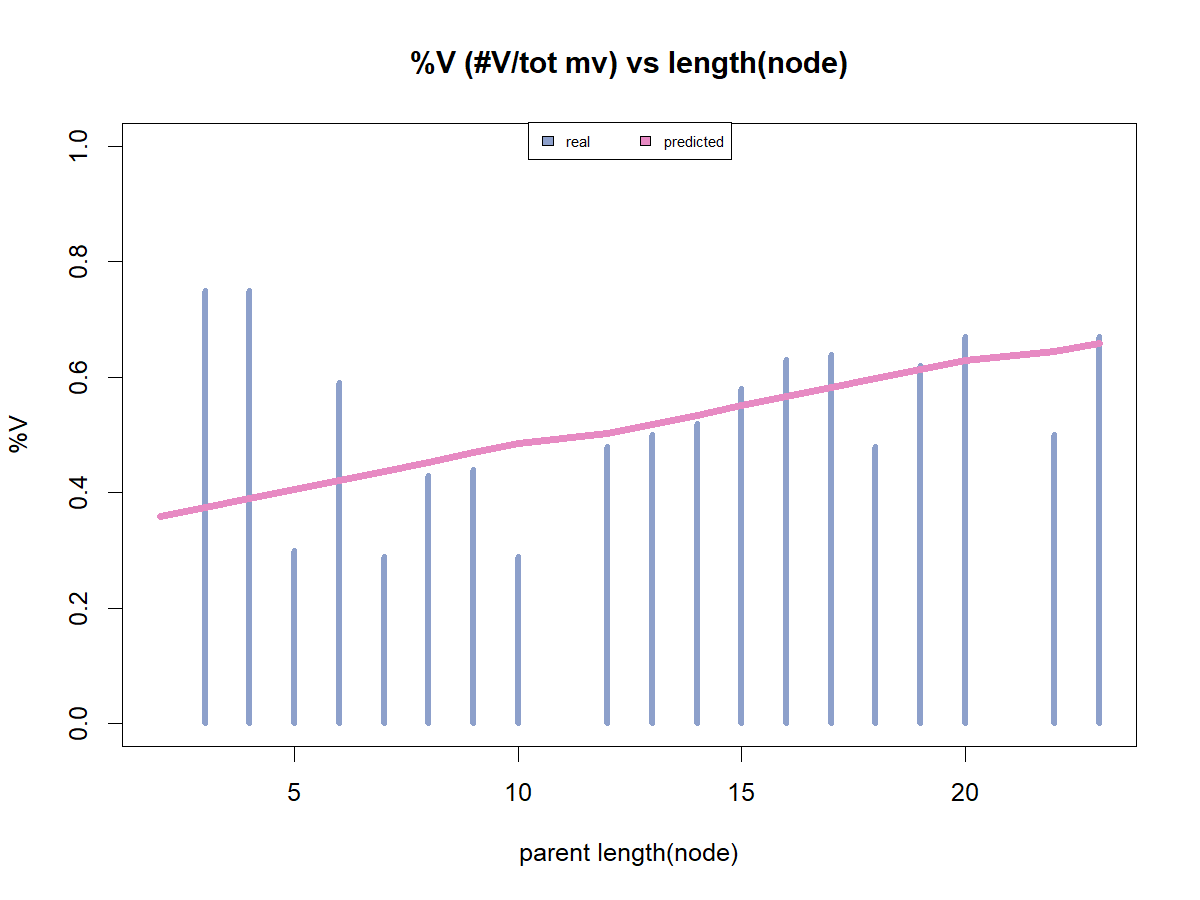 %V (#V/tot mv) vs length(node)
real predicted
1.0
0.8
0.6
0.4
0.2
0.0
%V
5 10 15 20
parent length(node)